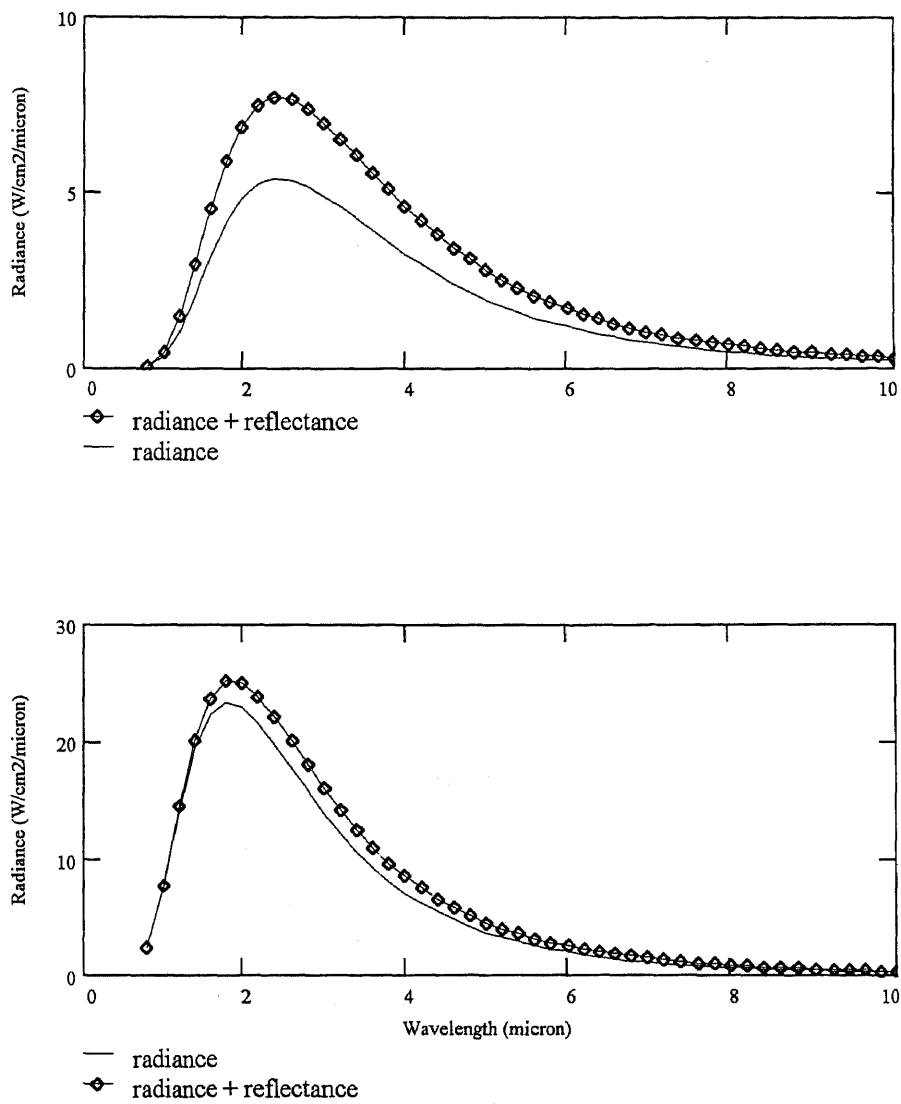 10
5
0
Radiance (W/cm2/micron)
0 2 4 6 8 10
radiance + reflectance
radiance
30
20
10
0
Radiance (W/cm2/micron)
0 2 4 6 8 10
Wavelength (micron)
radiance
radiance + reflectance